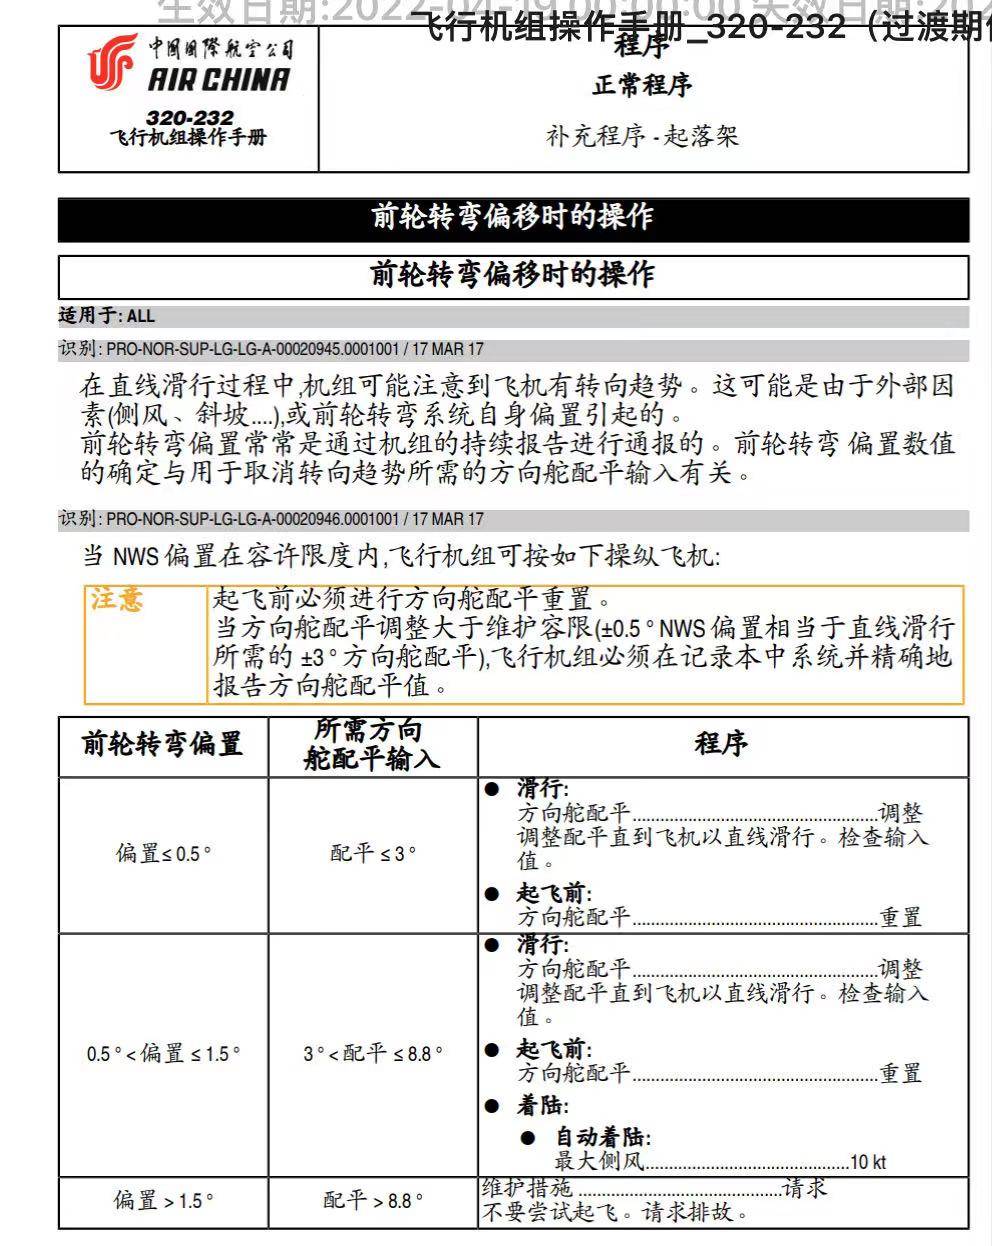 生效日期:2022-04-19 00:00:00 失效日期:202
飞行机组操作手册_320-232（过渡期
中国国际航空公司
AIR CHINA
320-232
飞行机组操作手册
程序
正常程序
补充程序 - 起落架
前轮转弯偏移时的操作
前轮转弯偏移时的操作
适用于: ALL
识别: PRO-NOR-SUP-LG-LG-A-00020945.0001001 / 17 MAR 17
在直线滑行过程中,机组可能注意到飞机有转向趋势。这可能是由于外部因
素(侧风、斜坡....),或前轮转弯系统自身偏置引起的。
前轮转弯偏置常常是通过机组的持续报告进行通报的。前轮转弯 偏置数值
的确定与用于取消转向趋势所需的方向舵配平输入有关。
识别: PRO-NOR-SUP-LG-LG-A-00020946.0001001 / 17 MAR 17
当 NWS 偏置在容许限度内,飞行机组可按如下操纵飞机:
注意
起飞前必须进行方向舵配平重置。
当方向舵配平调整大于维护容限(±0.5 ° NWS 偏置相当于直线滑行
所需的 ±3 ° 方向舵配平),飞行机组必须在记录本中系统并精确地
报告方向舵配平值。
前轮转弯偏置
所需方向
舵配平输入
程序
偏置≤ 0.5 °
配平 ≤ 3 °
● 滑行:
方向舵配平......................................................调整
调整配平直到飞机以直线滑行。检查输入
值。
● 起飞前:
方向舵配平......................................................重置
0.5 ° < 偏置 ≤ 1.5 °
3 ° < 配平 ≤ 8.8 °
● 滑行:
方向舵配平......................................................调整
调整配平直到飞机以直线滑行。检查输入
值。
● 起飞前:
方向舵配平......................................................重置
● 着陆:
● 自动着陆:
最大侧风............................................10 kt
偏置 > 1.5 °
配平 > 8.8 °
维护措施 ............................................请求
不要尝试起飞。请求排故。